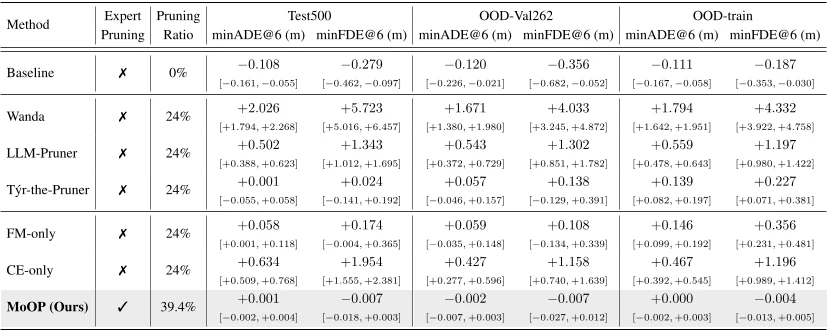 Method Expert Pruning Test500 OOD-Val262 OOD-train
Pruning Ratio minADE@6 (m) minFDE@6 (m) minADE@6 (m) minFDE@6 (m) minADE@6 (m) minFDE@6 (m)
Baseline ✗ 0% −0.108 −0.279 −0.120 −0.356 −0.111 −0.187
[−0.161, −0.055] [−0.462, −0.097] [−0.226, −0.021] [−0.682, −0.052] [−0.167, −0.058] [−0.353, −0.030]
Wanda ✗ 24% +2.026 +5.723 +1.671 +4.033 +1.794 +4.332
[+1.794, +2.268] [+5.016, +6.457] [+1.380, +1.980] [+3.245, +4.872] [+1.642, +1.951] [+3.922, +4.758]
LLM-Pruner ✗ 24% +0.502 +1.343 +0.543 +1.302 +0.559 +1.197
[+0.388, +0.623] [+1.012, +1.695] [+0.372, +0.729] [+0.851, +1.782] [+0.478, +0.643] [+0.980, +1.422]
Týr-the-Pruner ✗ 24% +0.001 +0.024 +0.057 +0.138 +0.139 +0.227
[−0.055, +0.058] [−0.141, +0.192] [−0.046, +0.157] [−0.129, +0.391] [+0.082, +0.197] [+0.071, +0.381]
FM-only ✗ 24% +0.058 +0.174 +0.059 +0.108 +0.146 +0.356
[+0.001, +0.118] [−0.004, +0.365] [−0.035, +0.148] [−0.134, +0.339] [+0.099, +0.192] [+0.231, +0.481]
CE-only ✗ 24% +0.634 +1.954 +0.427 +1.158 +0.467 +1.196
[+0.509, +0.768] [+1.555, +2.381] [+0.277, +0.596] [+0.740, +1.639] [+0.392, +0.545] [+0.989, +1.412]
MoOP (Ours) ✓ 39.4% +0.001 −0.007 −0.002 −0.007 +0.000 −0.004
[−0.002, +0.004] [−0.018, +0.003] [−0.007, +0.003] [−0.027, +0.012] [−0.002, +0.003] [−0.013, +0.005]